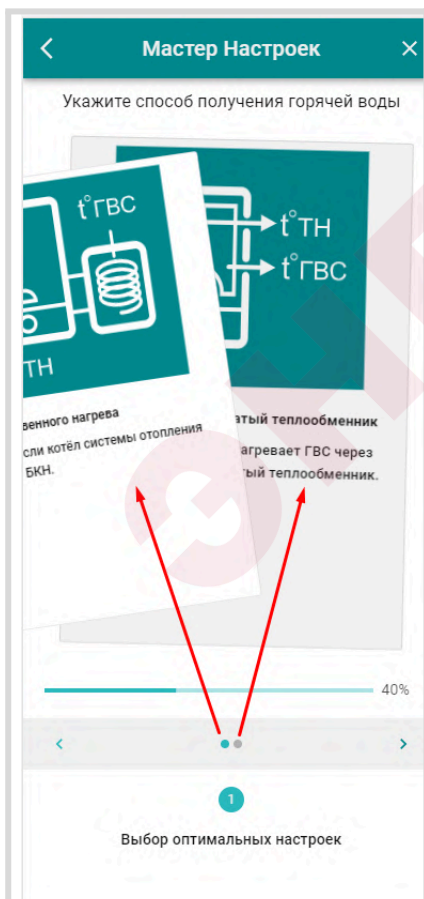 Мастер Настроек
Укажите способ получения горячей воды
t°ГВС
ТН
венного нагрева
сли котёл системы отопления
БКН.
t°ТН
t°ГВС
атый теплообменник
агревает ГВС через
тый теплообменник.
40%
1
Выбор оптимальных настроек